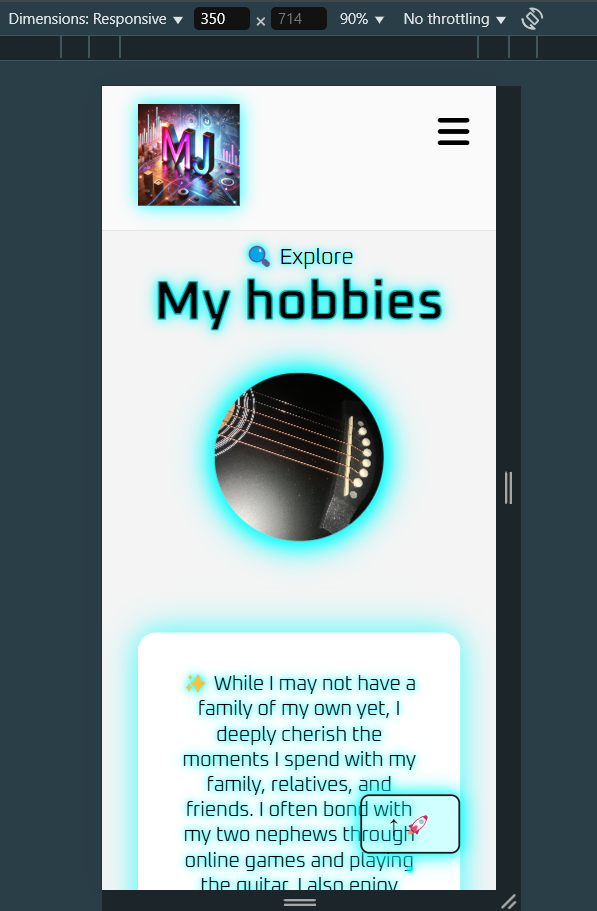 Dimensions: Responsive ▼ 350 × 714 90% ▼ No throttling ▼
MJ
🔍 Explore
My hobbies
✨ While I may not have a
family of my own yet, I
deeply cherish the
moments I spend with my
family, relatives, and
friends. I often bond with
my two nephews through
↑ 🚀
online games and playing
the guitar. I also enjoy